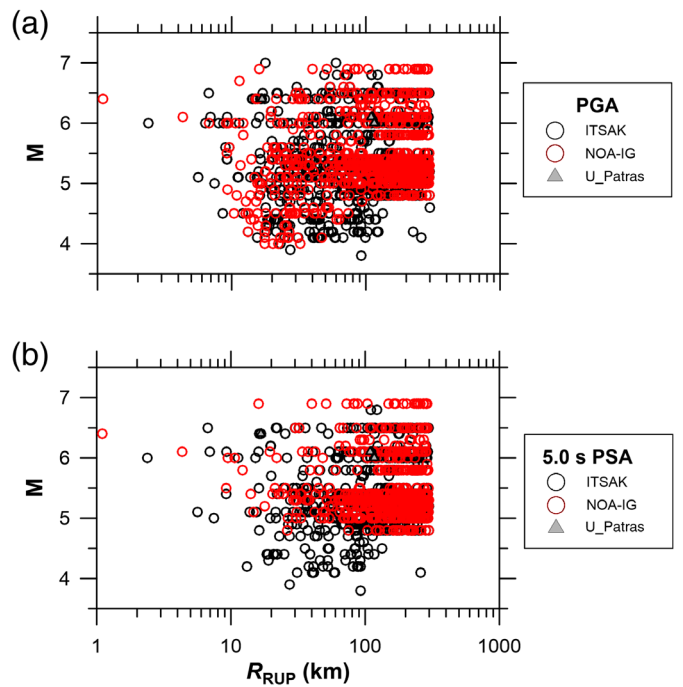 (a)
7
6
5
4
M
PGA
ITSAK
NOA-IG
U_Patras
(b)
7
6
5
4
M
5.0 s PSA
ITSAK
NOA-IG
U_Patras
1 10 100 1000
RRUP (km)